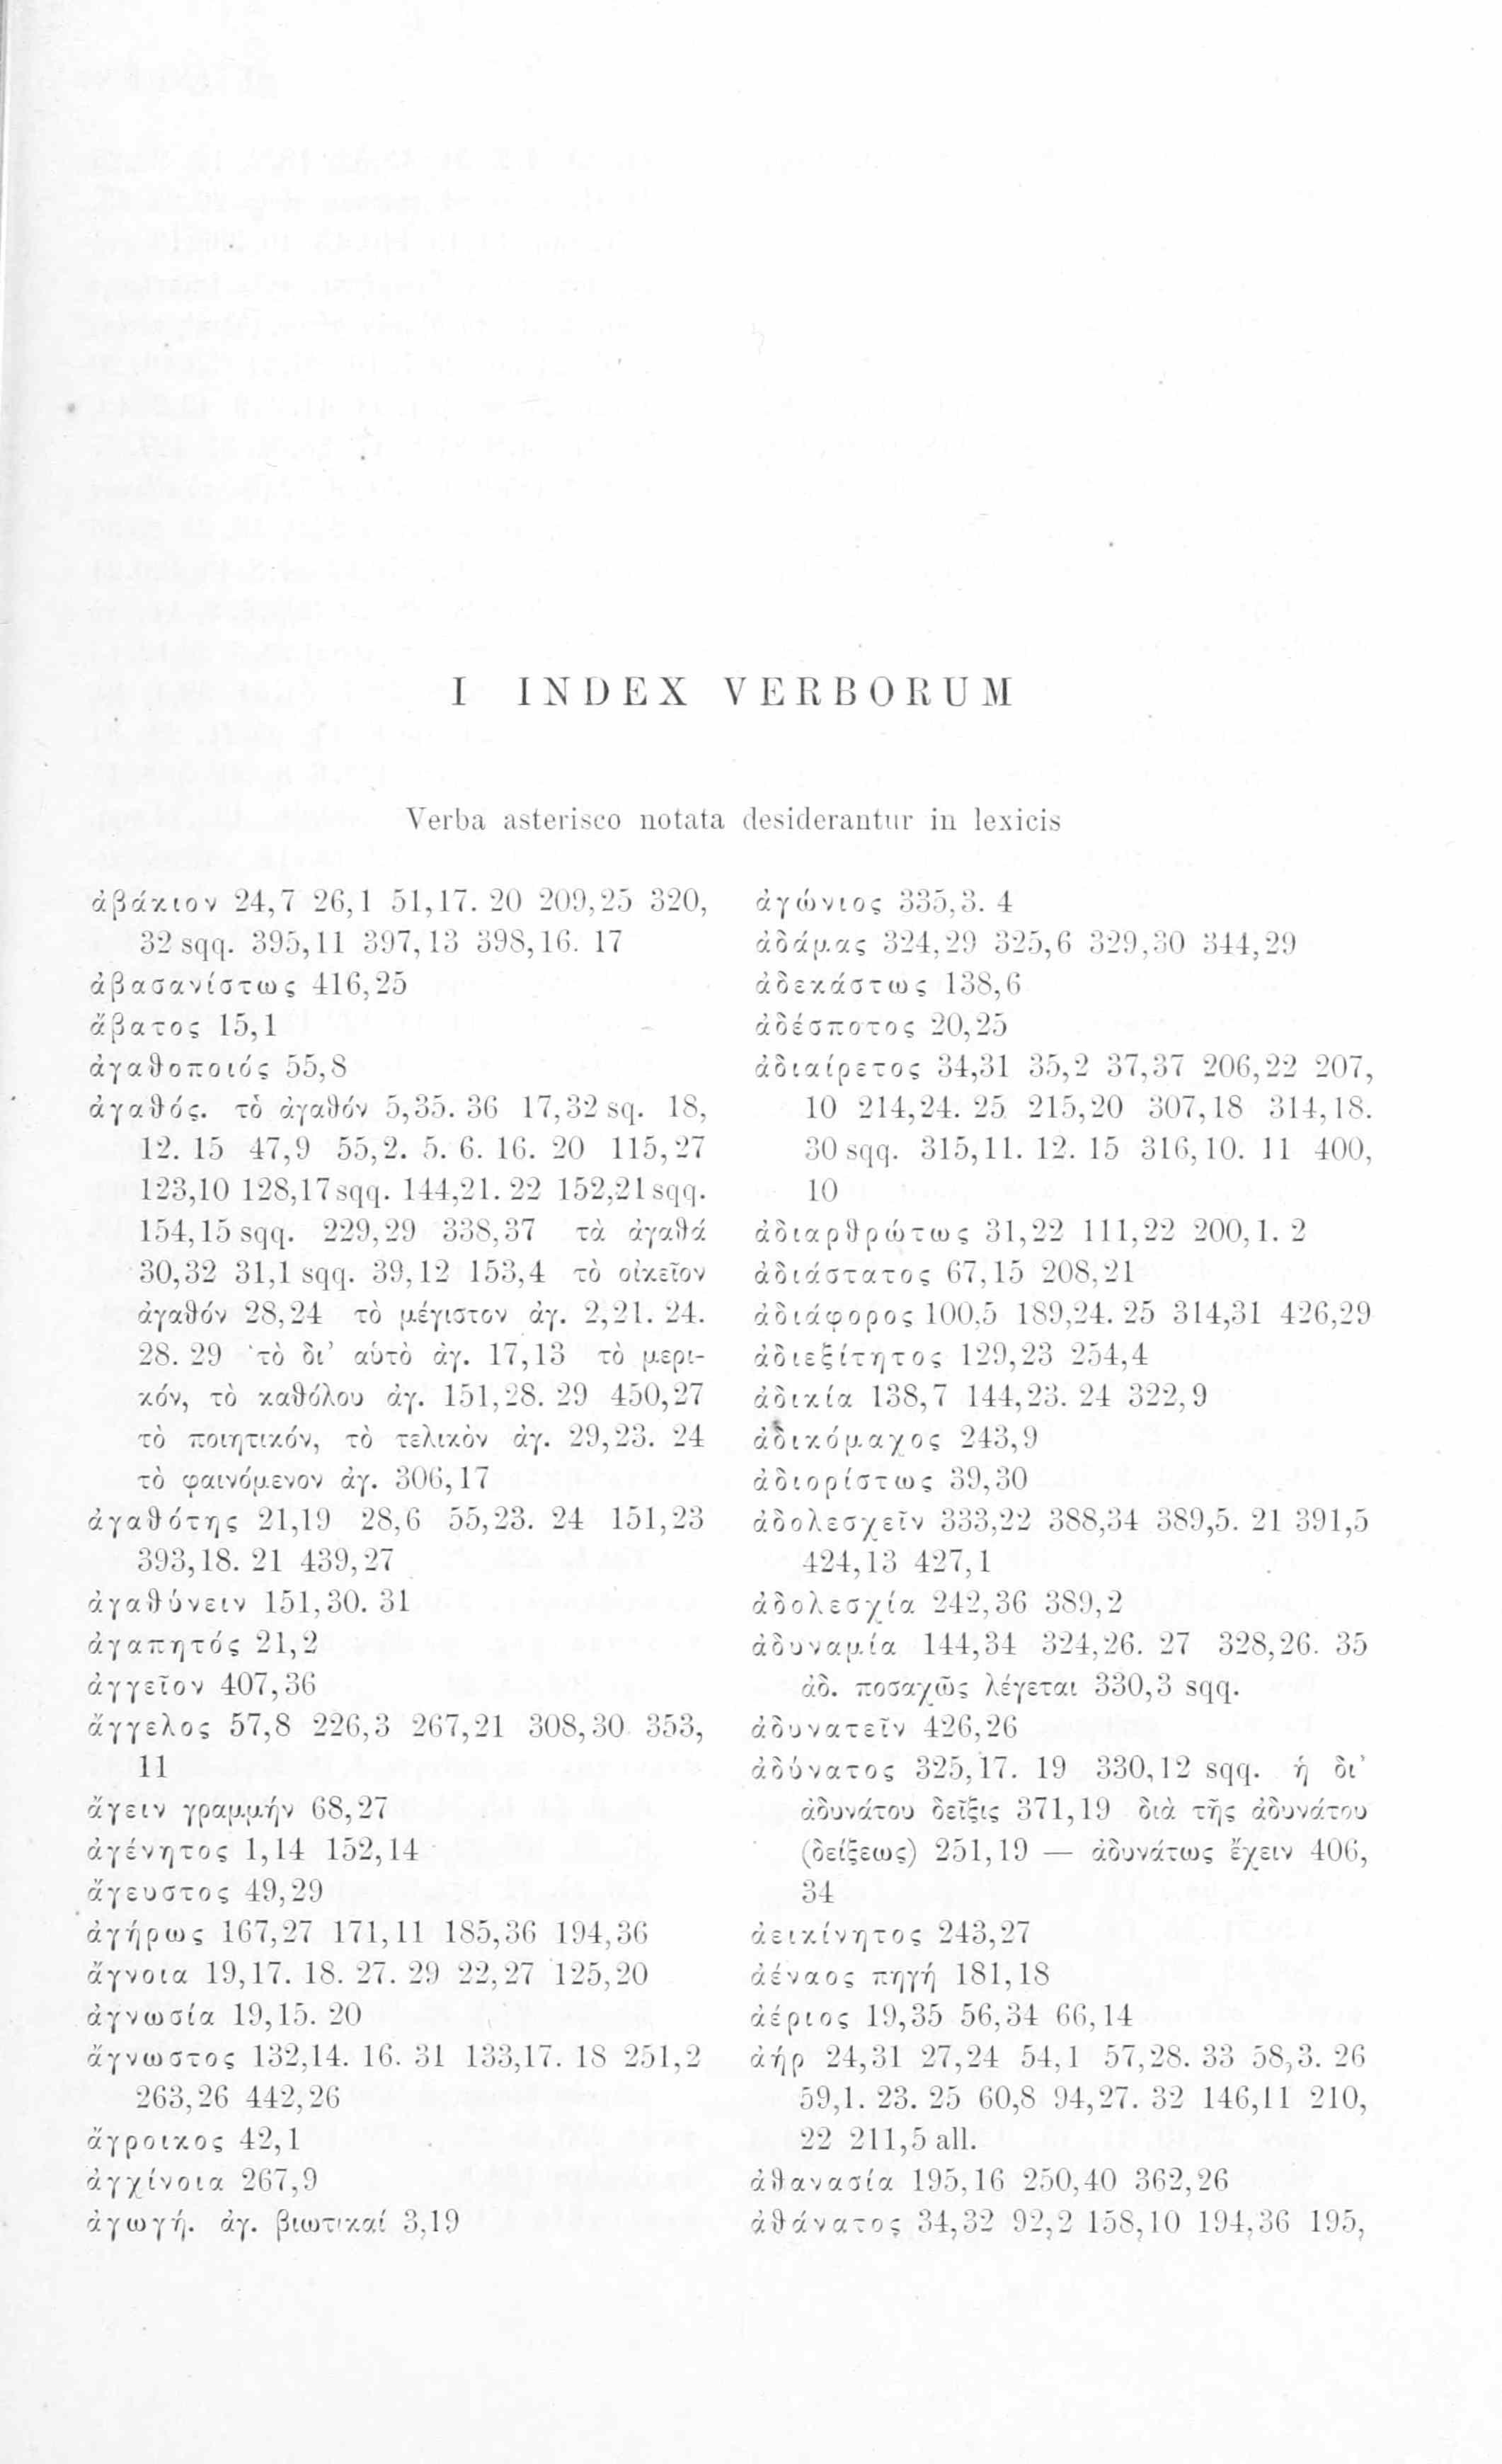 I INDEX VERBORUM
Verba asterisco notata desiderantur in lexicis
ἀβάκιον 24,7 26,1 51,17. 20 209,25 320,
32 sqq. 395,11 397,13 398,16. 17
ἀβασανίστως 416,25
ἄβατος 15,1
ἀγαθοποιός 55,8
ἀγαθός. τὸ ἀγαθόν 5,35. 36 17,32 sq. 18,
12. 15 47,9 55,2. 5. 6. 16. 20 115,27
123,10 128,17 sqq. 144,21. 22 152,21 sqq.
154,15 sqq. 229,29 338,37 τὰ ἀγαθά
30,32 31,1 sqq. 39,12 153,4 τὸ οἰκεῖον
ἀγαθόν 28,24 τὸ μέγιστον ἀγ. 2,21. 24.
28. 29 τὸ δι’ αὑτὸ ἀγ. 17,13 τὸ μερι-
κόν, τὸ καθόλου ἀγ. 151,28. 29 450,27
τὸ ποιητικόν, τὸ τελικὸν ἀγ. 29,23. 24
τὸ φαινόμενον ἀγ. 306,17
ἀγαθότης 21,19 28,6 55,23. 24 151,23
393,18. 21 439,27
ἀγαθύνειν 151,30. 31
ἀγαπητός 21,2
ἀγγεῖον 407,36
ἄγγελος 57,8 226,3 267,21 308,30 353,
11
ἄγειν γραμμήν 68,27
ἀγένητος 1,14 152,14
ἄγευστος 49,29
ἀγήρως 167,27 171,11 185,36 194,36
ἄγνοια 19,17. 18. 27. 29 22,27 125,20
ἀγνωσία 19,15. 20
ἄγνωστος 132,14. 16. 31 133,17. 18 251,2
263,26 442,26
ἄγροικος 42,1
ἀγχίνοια 267,9
ἀγωγή. ἀγ. βιωτικαί 3,19
ἀγώνιος 335,3. 4
ἀδάμας 324,29 325,6 329,30 344,29
ἀδεκάστως 138,6
ἀδέσποτος 20,25
ἀδιαίρετος 34,31 35,2 37,37 206,22 207,
10 214,24. 25 215,20 307,18 314,18.
30 sqq. 315,11. 12. 15 316,10. 11 400,
10
ἀδιαρθρώτως 31,22 111,22 200,1. 2
ἀδιάστατος 67,15 208,21
ἀδιάφορος 100,5 189,24. 25 314,31 426,29
ἀδιεξίτητος 129,23 254,4
ἀδικία 138,7 144,23. 24 322,9
ἀδικόμαχος 243,9
ἀδιορίστως 39,30
ἀδολεσχεῖν 333,22 388,34 389,5. 21 391,5
424,13 427,1
ἀδολεσχία 242,36 389,2
ἀδυναμία 144,34 324,26. 27 328,26. 35
ἀδ. ποσαχῶς λέγεται 330,3 sqq.
ἀδυνατεῖν 426,26
ἀδύνατος 325,17. 19 330,12 sqq. ἡ δι’
ἀδυνάτου δεῖξις 371,19 διὰ τῆς ἀδυνάτου
(δείξεως) 251,19 — ἀδυνάτως ἔχειν 406,
34
ἀεικίνητος 243,27
ἀέναος πηγή 181,18
ἀέριος 19,35 56,34 66,14
ἀήρ 24,31 27,24 54,1 57,28. 33 58,3. 26
59,1. 23. 25 60,8 94,27. 32 146,11 210,
22 211,5 all.
ἀθανασία 195,16 250,40 362,26
ἀθάνατος 34,32 92,2 158,10 194,36 195,